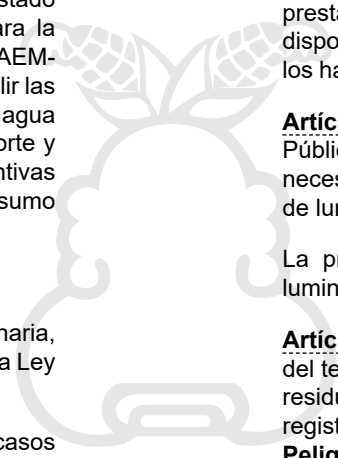 stado
ara la
AEM-
lir las
agua
orte y
ntivas
sumo
naria,
a Ley
casos
presta
dispo
los ha
Artíc
Públic
neces
de lu
La pr
lumin
Artíc
del te
residu
regist
Pelig